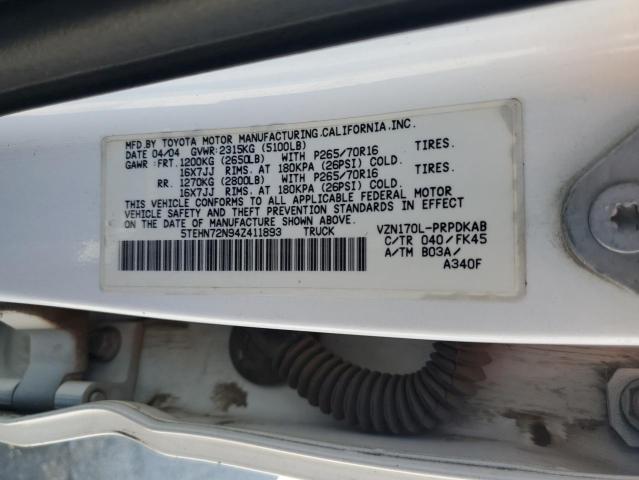 MFD.BY TOYOTA MOTOR MANUFACTURING.CALIFORNIA.INC.
DATE 04/04 GVWR: 2315KG (5100LB)
GAWR: FRT. 1200KG (2650LB) WITH P265/70R16 TIRES.
16X7JJ RIMS. AT 180KPA (26PSI) COLD.
RR. 1270KG (2800LB) WITH P265/70R16 TIRES.
16X7JJ RIMS. AT 180KPA (26PSI) COLD.
THIS VEHICLE CONFORMS TO ALL APPLICABLE FEDERAL MOTOR
VEHICLE SAFETY STANDARDS IN EFFECT
ON THE DATE OF MANUFACTURE SHOWN ABOVE.
5TEHN72N94Z411893 TRUCK VZN170L-PRPDKAB
C/TR 040/FK45
A/TM B03A/
A340F